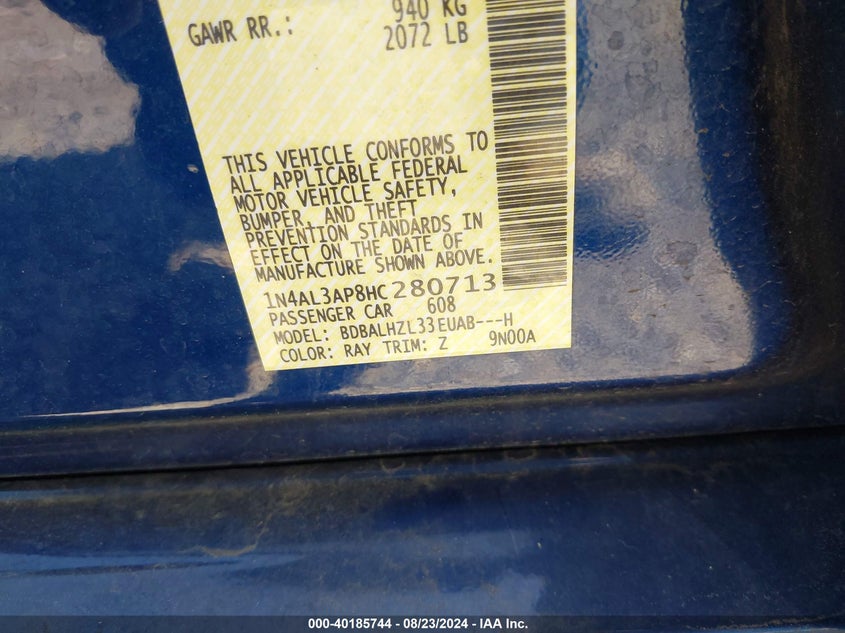 940 KG
GAWR RR.: 2072 LB
THIS VEHICLE CONFORMS TO
ALL APPLICABLE FEDERAL
MOTOR VEHICLE SAFETY,
BUMPER, AND THEFT
PREVENTION STANDARDS IN
EFFECT ON THE DATE OF
MANUFACTURE SHOWN ABOVE.
1N4AL3AP8HC280713
PASSENGER CAR 608
MODEL: BDBALHZL33EUAB---H
COLOR: RAY TRIM: Z 9N00A
000-40185744 - 08/23/2024 - IAA Inc.